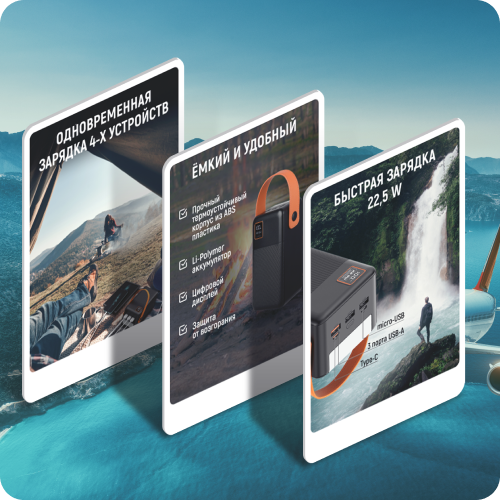 ОДНОВРЕМЕННАЯ
ЗАРЯДКА 4-Х УСТРОЙСТВ
ЁМКИЙ И УДОБНЫЙ
Прочный
термоустойчивый
корпус из ABS
пластика
Li-Polymer
аккумулятор
Цифровой
дисплей
Защита
от возгорания
БЫСТРАЯ ЗАРЯДКА
22,5 W
micro-USB
3 порта USB-A
Type-C